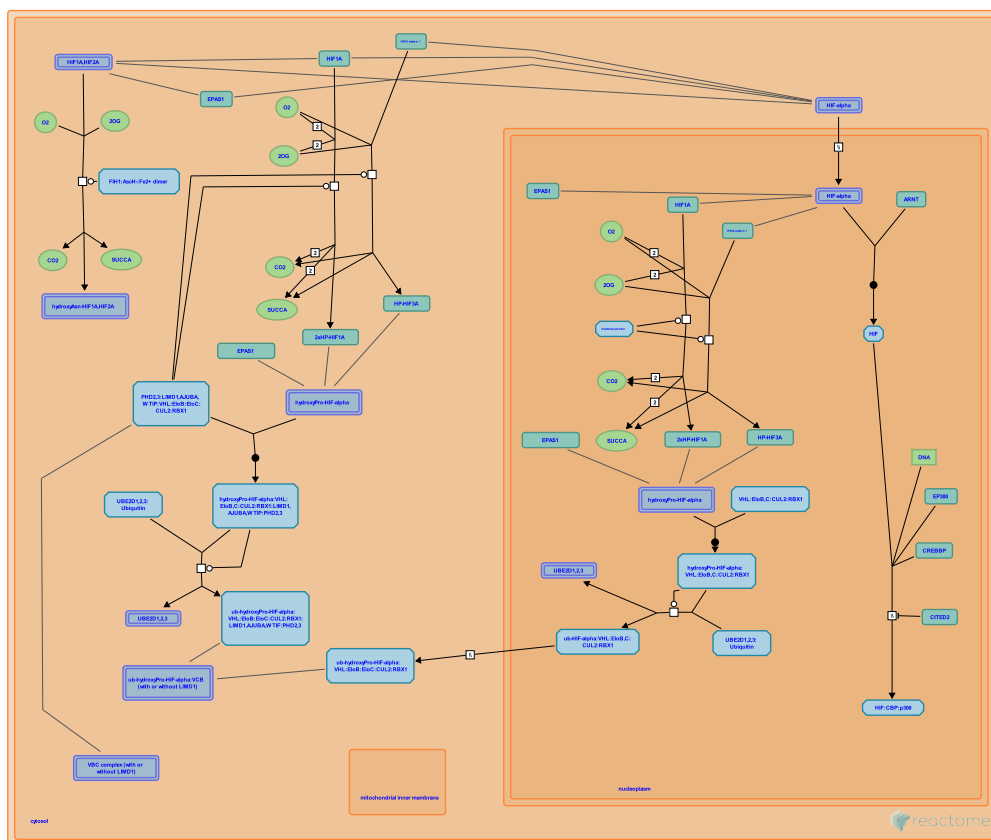 HIF1A,HIF2A
HIF1A
EPAS1
HIF-alpha
O2
2OG
O2
2OG
2
2
FIH1:AscH-:Fe2+ dimer
CO2
SUCCA
hydroxyAsn-HIF1A,HIF2A
2
2
CO2
SUCCA
HP-HIF3A
2xHP-HIF1A
EPAS1
hydroxyPro-HIF-alpha
PHD2,3:LIMD1,AJUBA,
WTIP:VHL:EloB:EloC:
CUL2:RBX1
UBE2D1,2,3:
Ubiquitin
hydroxyPro-HIF-alpha:VHL:
EloB,C:CUL2:RBX1:LIMD1,
AJUBA,WTIP:PHD2,3
UBE2D1,2,3
ub-hydroxyPro-HIF-alpha:
VHL:EloB:EloC:CUL2:RBX1:
LIMD1,AJUBA,WTIP:PHD2,3
ub-hydroxyPro-HIF-alpha:VCB
(with or without LIMD1)
ub-hydroxyPro-HIF-alpha:
VHL:EloB:EloC:CUL2:RBX1
VBC complex (with or
without LIMD1)
mitochondrial inner membrane
cytosol
EPAS1
HIF1A
HIF-alpha
ARNT
O2
2OG
2
2
HIF
CO2
SUCCA
2
2
EPAS1
2xHP-HIF1A
HP-HIF3A
DNA
EP300
CREBBP
CITED2
hydroxyPro-HIF-alpha
VHL:EloB,C:CUL2:RBX1
hydroxyPro-HIF-alpha:
VHL:EloB,C:CUL2:RBX1
UBE2D1,2,3
ub-HIF-alpha:VHL:EloB,C:
CUL2:RBX1
UBE2D1,2,3:
Ubiquitin
HIF:CBP:p300
nucleoplasm
reactome